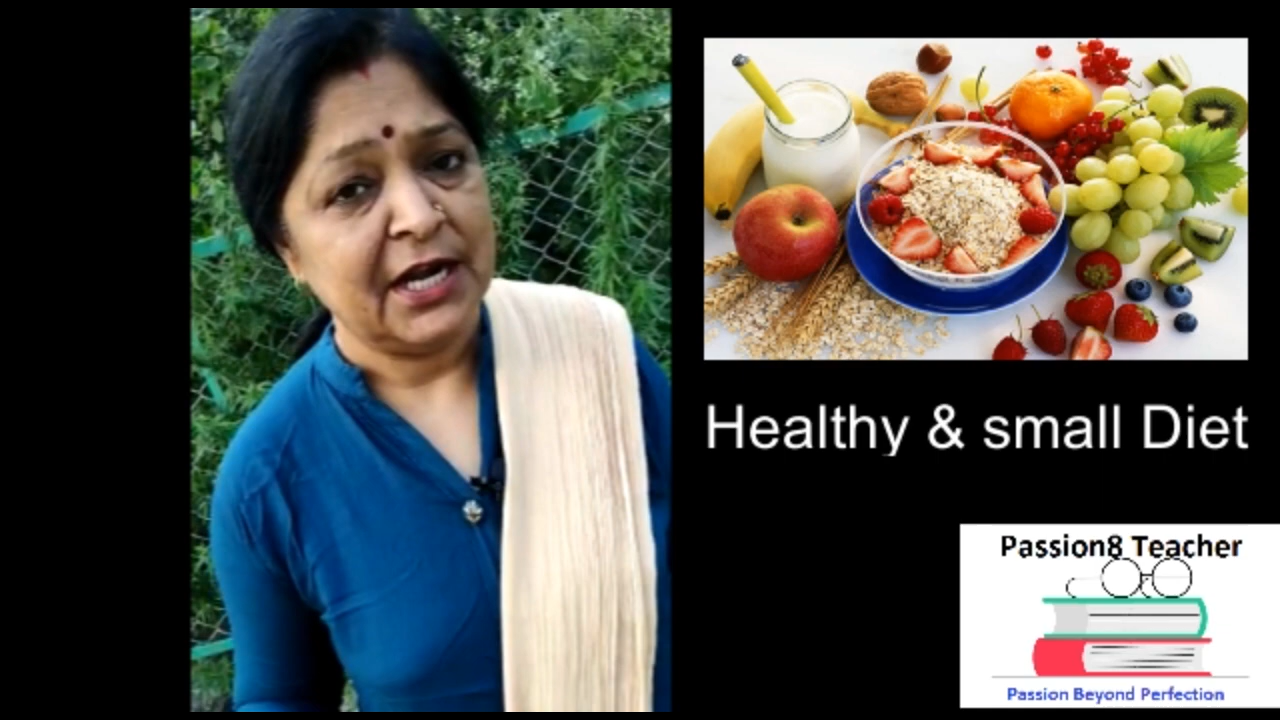 Healthy & small Diet
Passion8 Teacher
Passion Beyond Perfection